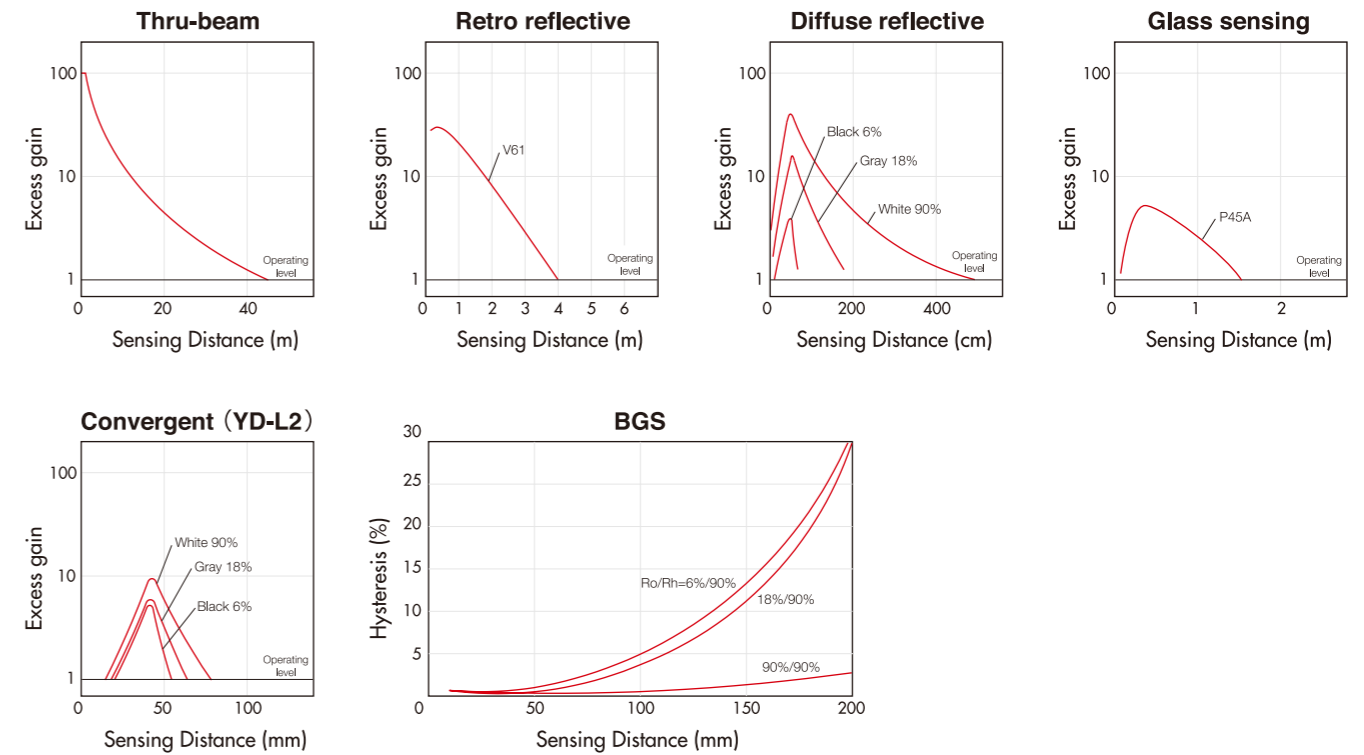 Thru-beam
Excess gain
100
10
1
Operating
level
0
20
40
Sensing Distance (m)
Retro reflective
Excess gain
100
10
1
V61
Operating
level
0
1
2
3
4
5
6
Sensing Distance (m)
Diffuse reflective
Excess gain
100
10
1
Black 6%
Gray 18%
White 90%
Operating
level
0
200
400
Sensing Distance (cm)
Glass sensing
Excess gain
100
10
1
P45A
Operating
level
0
1
2
Sensing Distance (m)
Convergent（YD-L2）
Excess gain
100
10
1
White 90%
Gray 18%
Black 6%
Operating
level
0
50
100
Sensing Distance (mm)
BGS
Hysteresis (%)
30
25
20
15
10
5
Ro/Rh=6%/90%
18%/90%
90%/90%
0
50
100
150
200
Sensing Distance (mm)